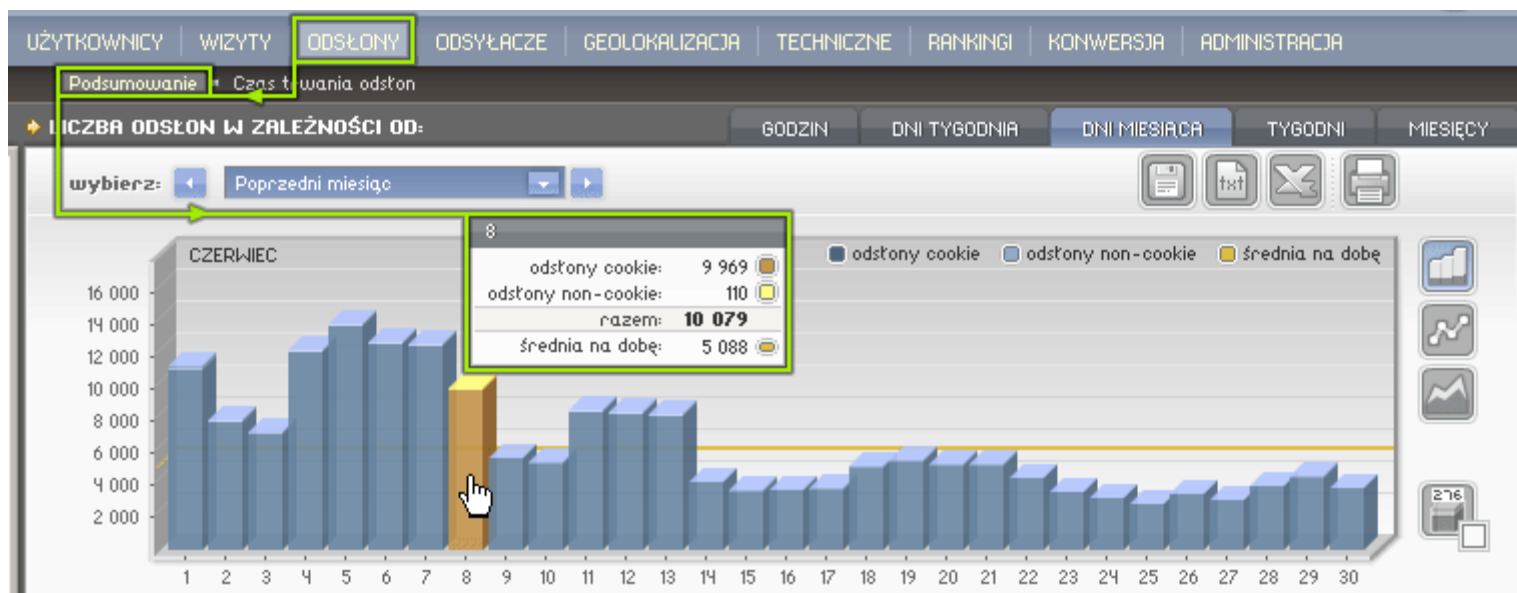 UŻYTKOWNICY WIZYTY ODSŁONY ODSYŁACZE GEOLOKALIZACJA TECHNICZNE RANKINGI KONWERSJA ADMINISTRACJA
Podsumowanie Czas trwania odsłon
LICZBA ODSŁON W ZALEŻNOŚCI OD: GODZIN DNI TYGODNIA DNI MIESIĄCA TYGODNI MIESIĘCY
wybierz: Poprzedni miesiąc txt
8
CZERWIEC odsłony cookie odsłony non-cookie średnia na dobę
odsłony cookie: 9 969
odsłony non-cookie: 110
razem: 10 079
średnia na dobę: 5 088
16 000
14 000
12 000
10 000
8 000
6 000
4 000
2 000
276
1 2 3 4 5 6 7 8 9 10 11 12 13 14 15 16 17 18 19 20 21 22 23 24 25 26 27 28 29 30